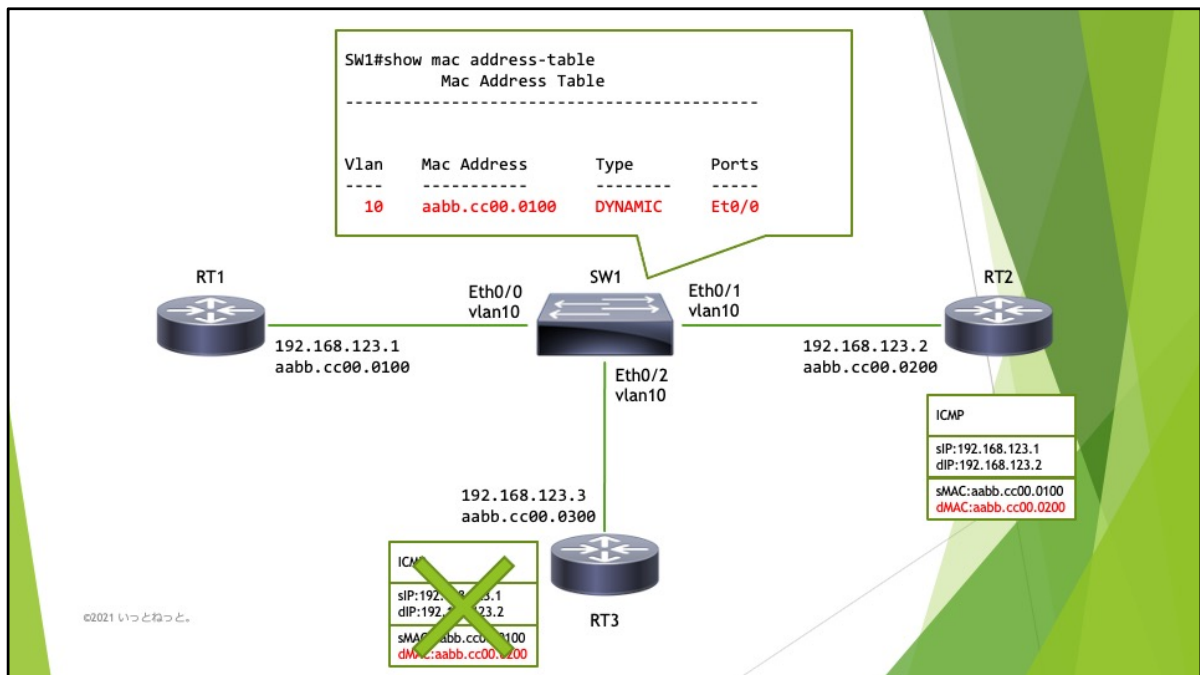 SW1#show mac address-table
Mac Address Table
-------------------------------------------
Vlan Mac Address Type Ports
---- ----------- -------- -----
10 aabb.cc00.0100 DYNAMIC Et0/0
RT1
SW1
RT2
Eth0/0
vlan10
Eth0/1
vlan10
192.168.123.1
aabb.cc00.0100
192.168.123.2
aabb.cc00.0200
Eth0/2
vlan10
ICMP
sIP:192.168.123.1
dIP:192.168.123.2
sMAC:aabb.cc00.0100
dMAC:aabb.cc00.0200
192.168.123.3
aabb.cc00.0300
RT3
©2021 いっとねっと。